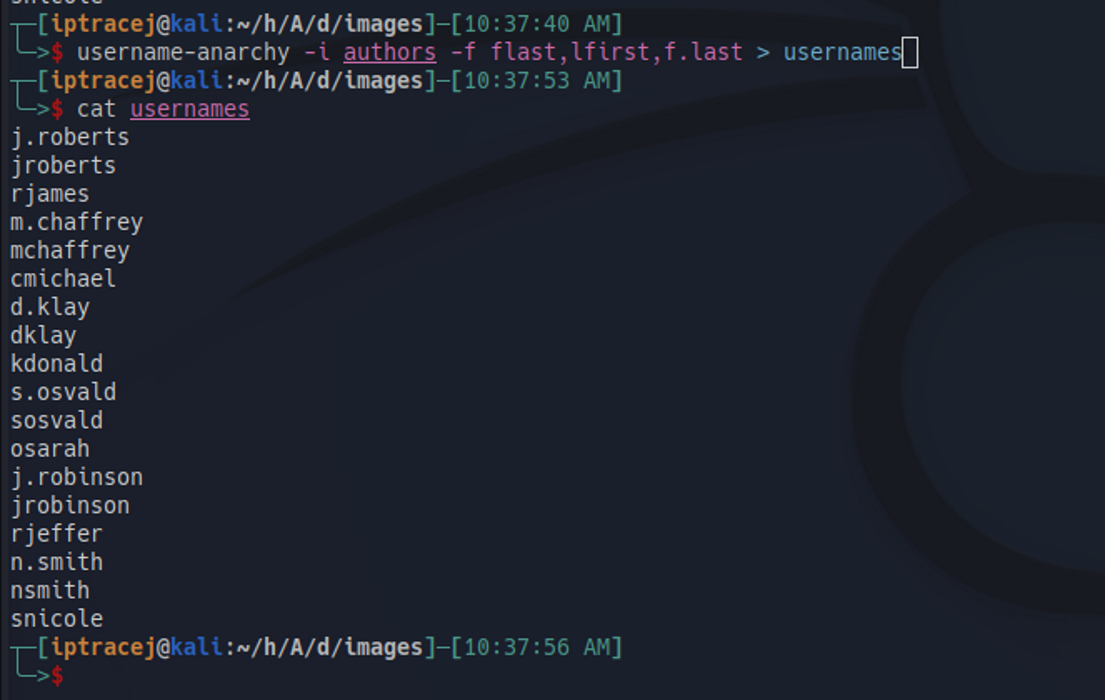 ┬─[iptracej@kali:~/h/A/d/images]─[10:37:40 AM]
╰─>$ username-anarchy -i authors -f flast,lfirst,f.last > usernames
┬─[iptracej@kali:~/h/A/d/images]─[10:37:53 AM]
╰─>$ cat usernames
j.roberts
jroberts
rjames
m.chaffrey
mchaffrey
cmichael
d.klay
dklay
kdonald
s.osvald
sosvald
osarah
j.robinson
jrobinson
rjeffer
n.smith
nsmith
snicole
┬─[iptracej@kali:~/h/A/d/images]─[10:37:56 AM]
╰─>$